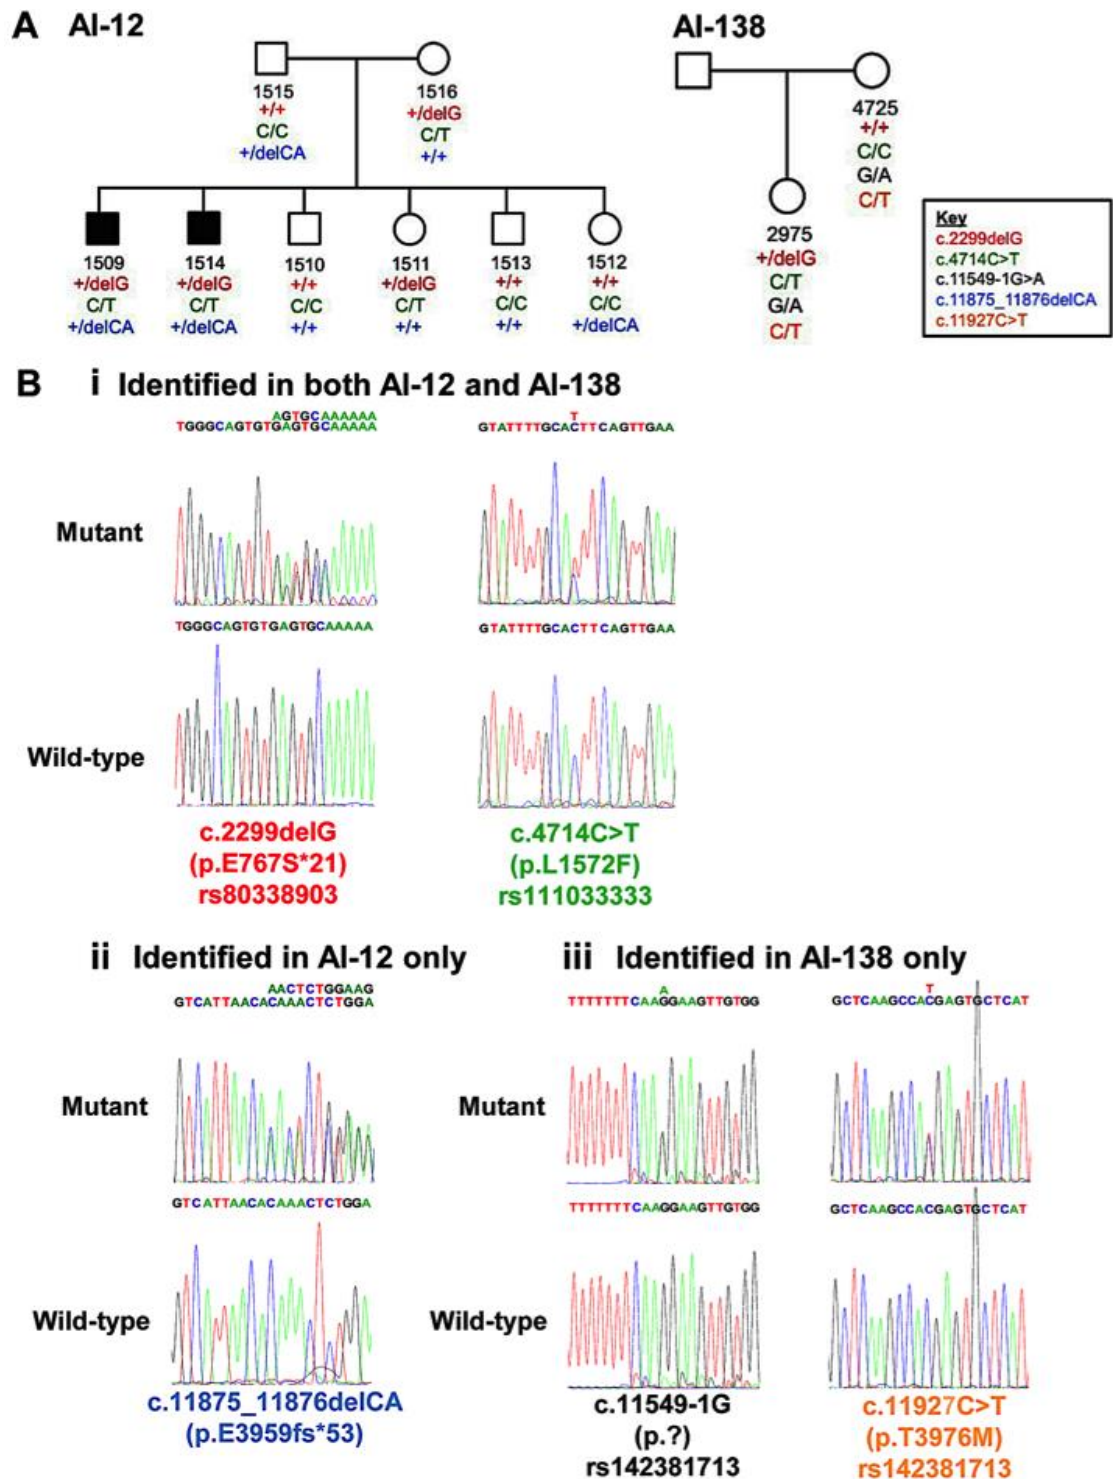 A AI-12
AI-138
1515
+/+
C/C
+/delCA
1516
+/delG
C/T
+/+
4725
+/+
C/C
G/A
C/T
1509
+/delG
C/T
+/delCA
1514
+/delG
C/T
+/delCA
1510
+/+
C/C
+/+
1511
+/delG
C/T
+/+
1513
+/+
C/C
+/+
1512
+/+
C/C
+/delCA
2975
+/delG
C/T
G/A
C/T
Key
c.2299delG
c.4714C>T
c.11549-1G>A
c.11875_11876delCA
c.11927C>T
B i Identified in both AI-12 and AI-138
AGTGCAAAAAA
TGGGCAGTGTGAGTGCAAAAA
T
GTATTTTGCACTTCAGTTGAA
Mutant
TGGGCAGTGTGAGTGCAAAAA
GTATTTTGCACTTCAGTTGAA
Wild-type
c.2299delG
(p.E767S*21)
rs80338903
c.4714C>T
(p.L1572F)
rs111033333
ii Identified in AI-12 only
AACTCTGGAAG
GTCATTAACACAAACTCTGGA
Mutant
GTCATTAACACAAACTCTGGA
Wild-type
c.11875_11876delCA
(p.E3959fs*53)
iii Identified in AI-138 only
A
TTTTTTTCAAGGAAGTTGTGG
T
GCTCAAGCCACGAGTGCTCAT
Mutant
TTTTTTTCAAGGAAGTTGTGG
GCTCAAGCCACGAGTGCTCAT
Wild-type
c.11549-1G
(p.?)
rs142381713
c.11927C>T
(p.T3976M)
rs142381713